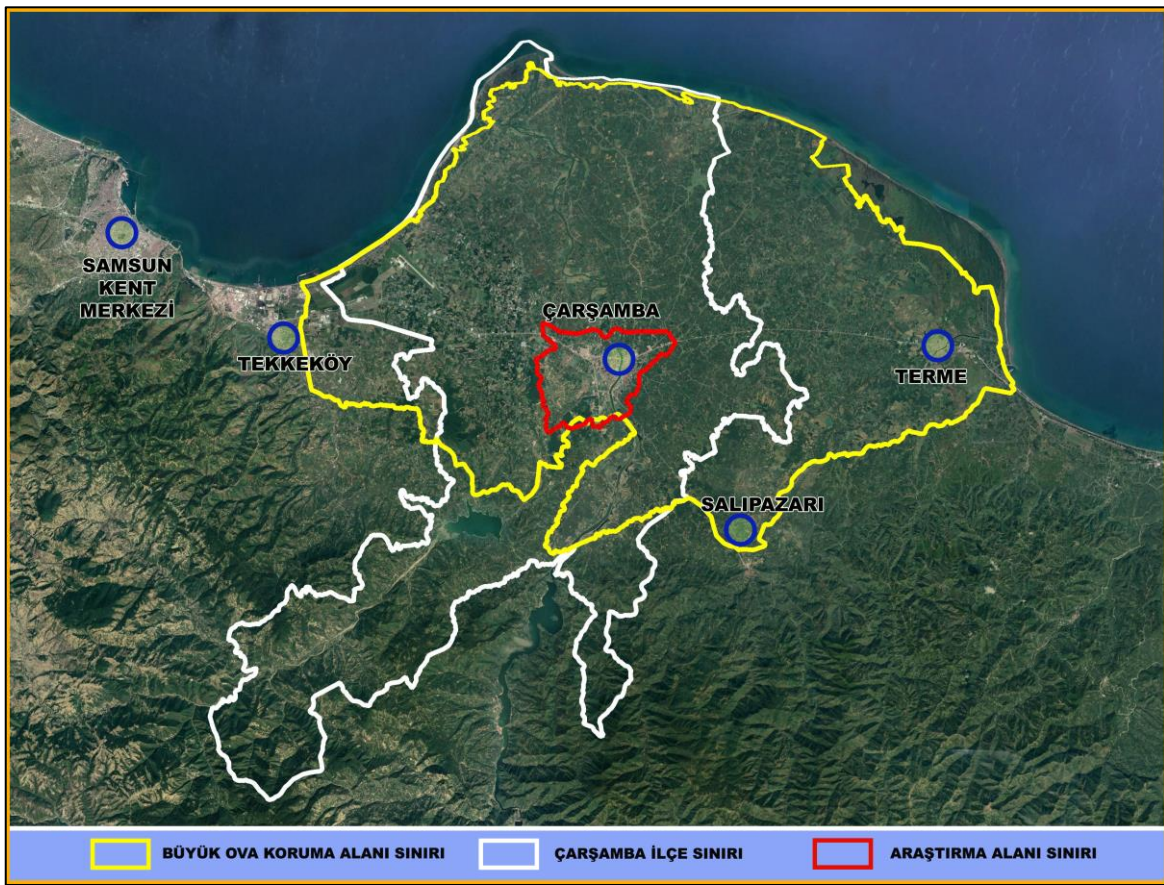 SAMSUN
KENT
MERKEZİ
TEKKEKÖY
ÇARŞAMBA
TERME
SALIPAZARI
BÜYÜK OVA KORUMA ALANI SINIRI
ÇARŞAMBA İLÇE SINIRI
ARAŞTIRMA ALANI SINIRI